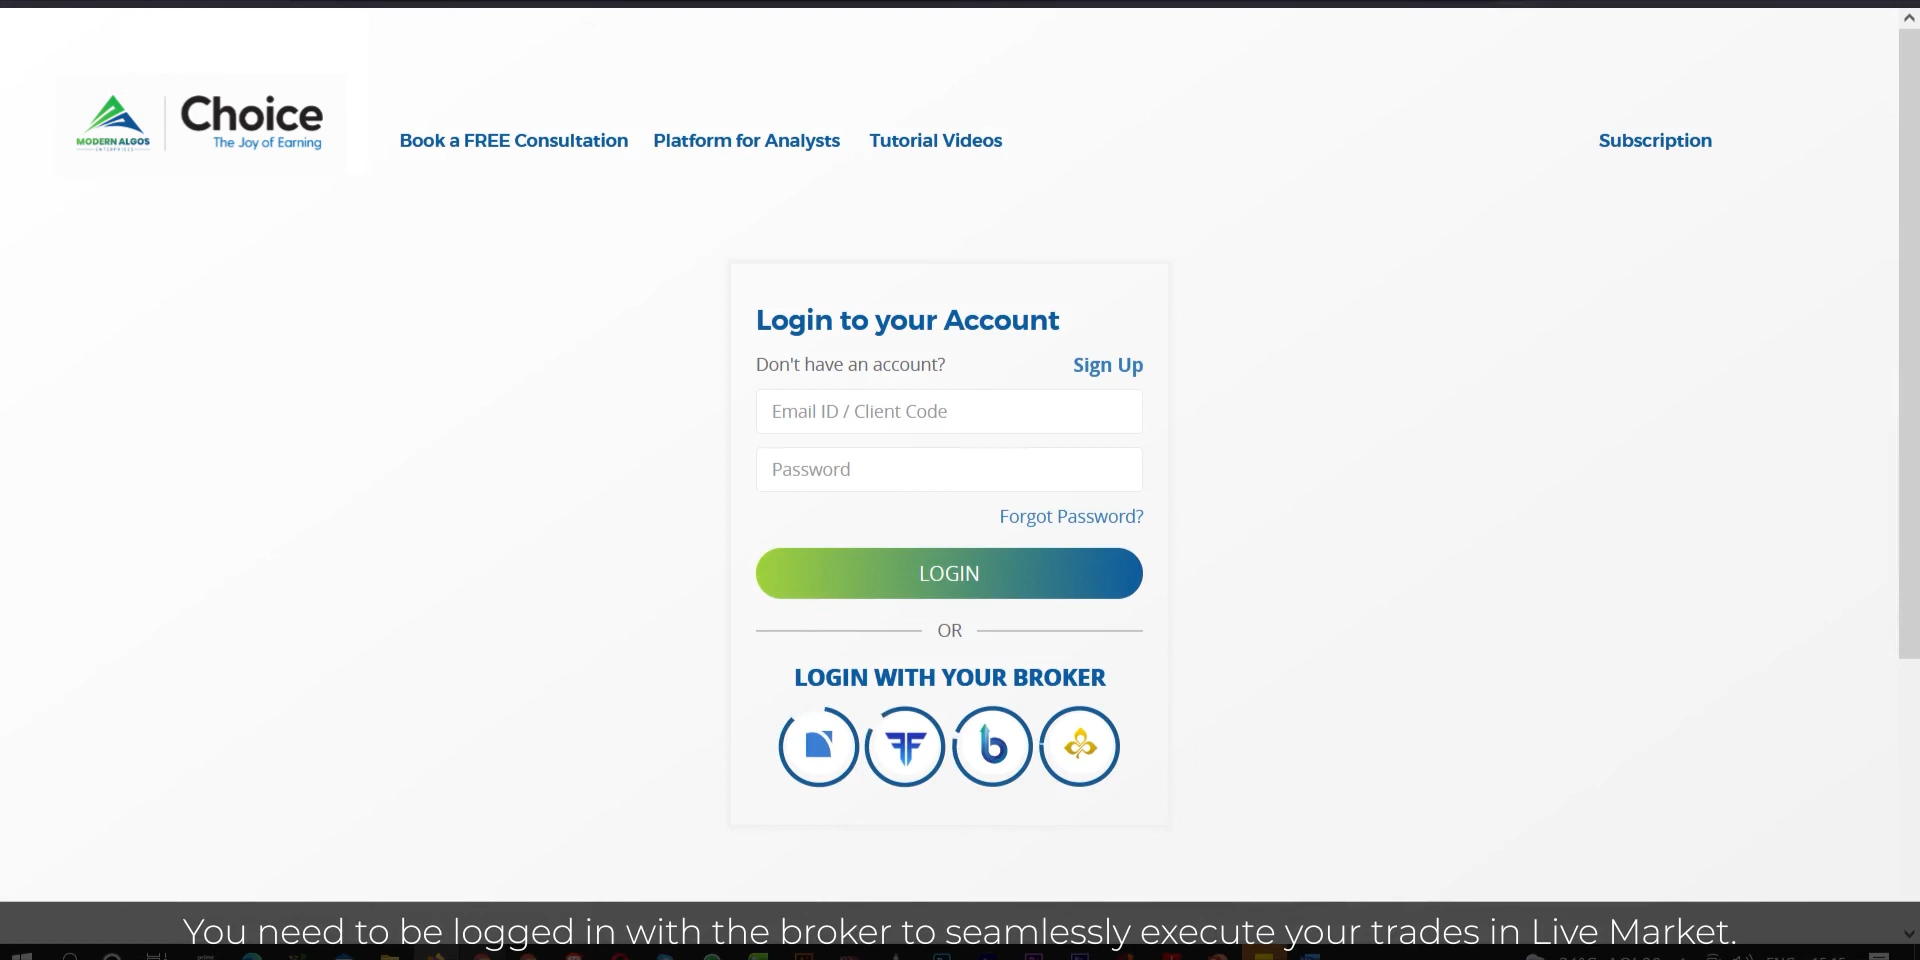 MODERN ALGOS
ENTERPRISES
Choice
The Joy of Earning
Book a FREE Consultation
Platform for Analysts
Tutorial Videos
Subscription
Login to your Account
Don't have an account?
Sign Up
Email ID / Client Code
Password
Forgot Password?
LOGIN
OR
LOGIN WITH YOUR BROKER
You need to be logged in with the broker to seamlessly execute your trades in Live Market.